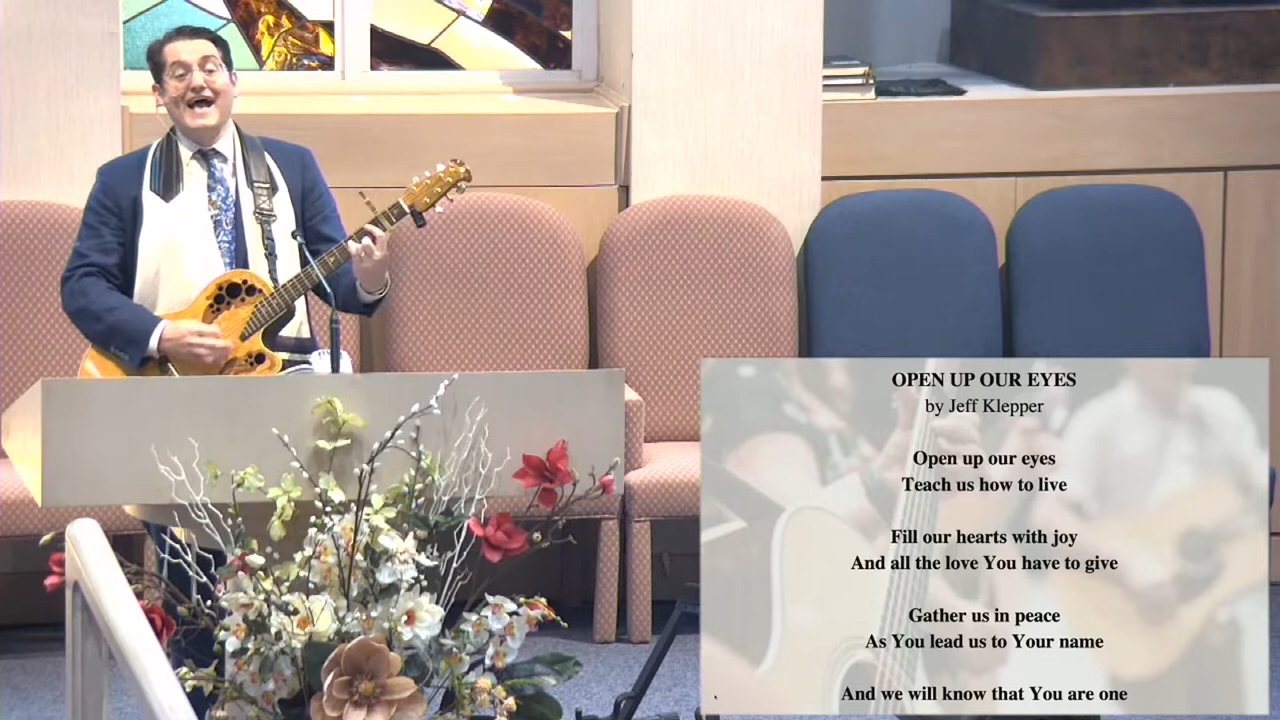 OPEN UP OUR EYES
by Jeff Klepper
Open up our eyes
Teach us how to live
Fill our hearts with joy
And all the love You have to give
Gather us in peace
As You lead us to Your name
And we will know that You are one